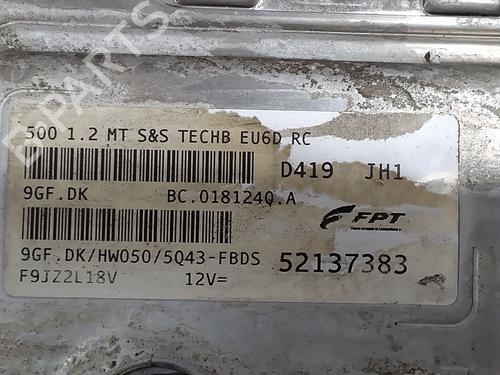 500 1.2 MT S&S TECHB EU6D RC
D419 JH1
9GF.DK BC.0181240.A
FPT
9GF.DK/HW050/5Q43-FBDS 52137383
F9JZ2L18V 12V=